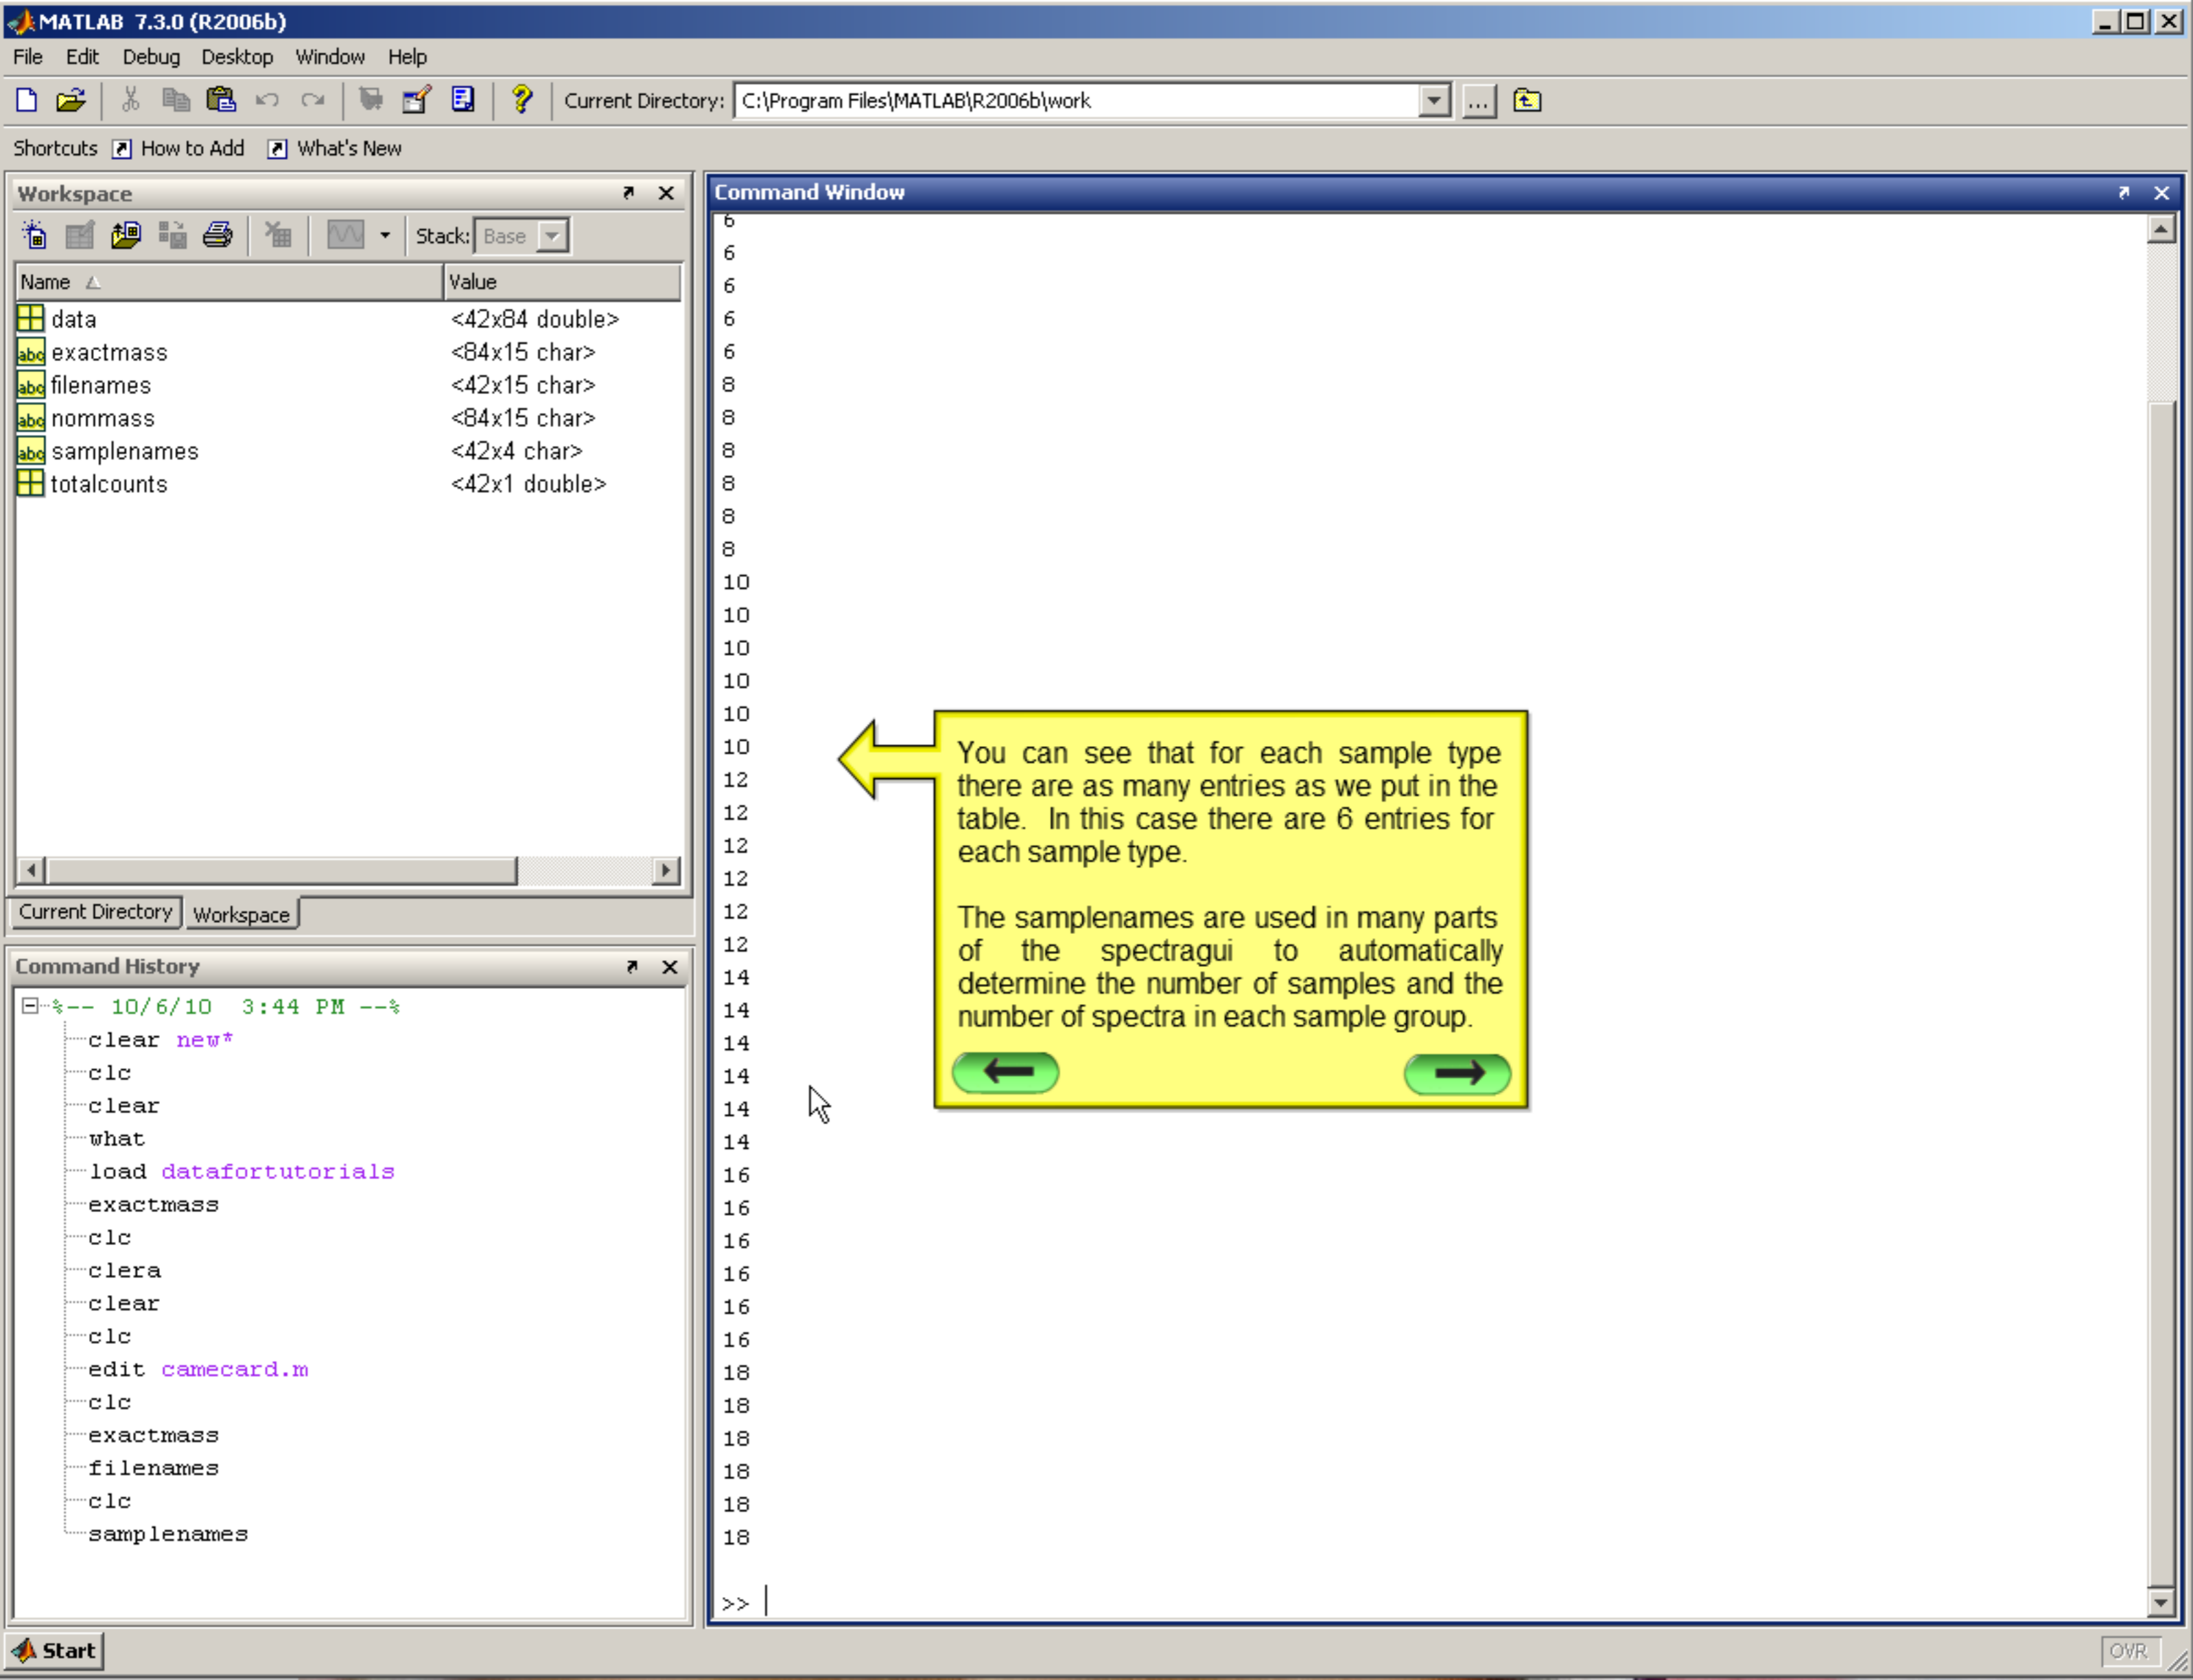 MATLAB 7.3.0 (R2006b)
File Edit Debug Desktop Window Help
Current Directory: C:\Program Files\MATLAB\R2006b\work ...
Shortcuts How to Add What's New
Workspace
Stack: Base
Name Value
data <42x84 double>
abc exactmass <84x15 char>
abc filenames <42x15 char>
abc nommass <84x15 char>
abc samplenames <42x4 char>
totalcounts <42x1 double>
Current Directory Workspace
Command History
%-- 10/6/10 3:44 PM --%
clear new*
clc
clear
what
load datafortutorials
exactmass
clc
clera
clear
clc
edit camecard.m
clc
exactmass
filenames
clc
samplenames
Command Window
6
6
6
6
6
8
8
8
8
8
8
10
10
10
10
10
10
12
12
12
12
12
12
14
14
14
14
14
14
16
16
16
16
16
16
18
18
18
18
18
18
>>
You can see that for each sample type
there are as many entries as we put in the
table. In this case there are 6 entries for
each sample type.
The samplenames are used in many parts
of the spectragui to automatically
determine the number of samples and the
number of spectra in each sample group.
Start
OVR